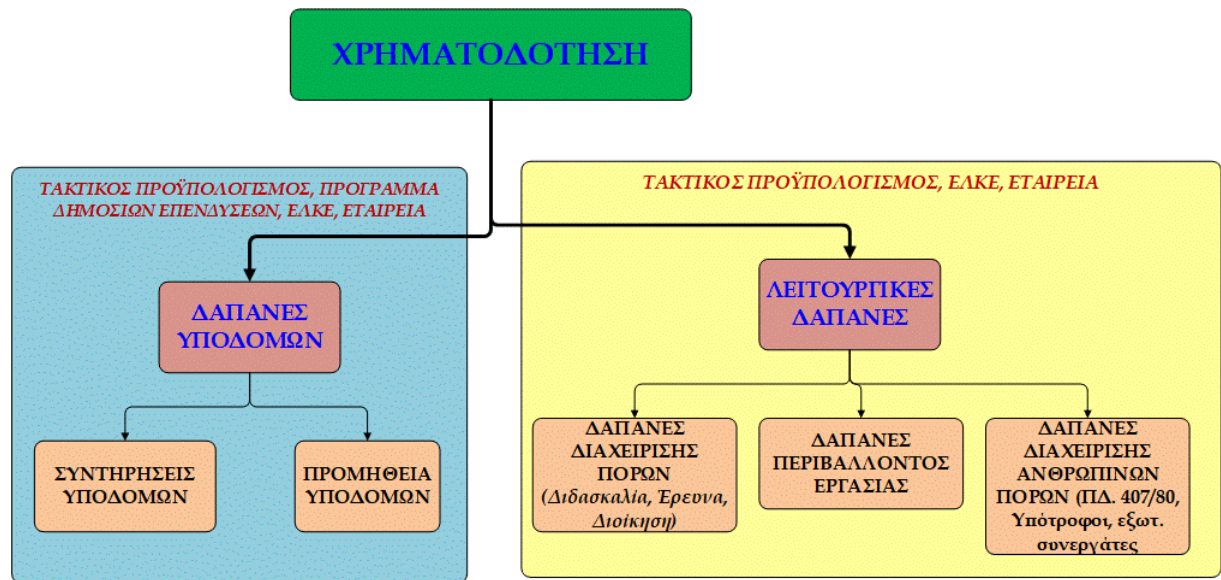 ΧΡΗΜΑΤΟΔΟΤΗΣΗ
ΤΑΚΤΙΚΟΣ ΠΡΟΫΠΟΛΟΓΙΣΜΟΣ, ΠΡΟΓΡΑΜΜΑ
ΔΗΜΟΣΙΩΝ ΕΠΕΝΔΥΣΕΩΝ, ΕΛΚΕ, ΕΤΑΙΡΕΙΑ
ΔΑΠΑΝΕΣ
ΥΠΟΔΟΜΩΝ
ΣΥΝΤΗΡΗΣΕΙΣ
ΥΠΟΔΟΜΩΝ
ΠΡΟΜΗΘΕΙΑ
ΥΠΟΔΟΜΩΝ
ΤΑΚΤΙΚΟΣ ΠΡΟΫΠΟΛΟΓΙΣΜΟΣ, ΕΛΚΕ, ΕΤΑΙΡΕΙΑ
ΛΕΙΤΟΥΡΓΙΚΕΣ
ΔΑΠΑΝΕΣ
ΔΑΠΑΝΕΣ
ΔΙΑΧΕΙΡΙΣΗΣ
ΠΟΡΩΝ
(Διδασκαλία, Έρευνα,
Διοίκηση)
ΔΑΠΑΝΕΣ
ΠΕΡΙΒΑΛΛΟΝΤΟΣ
ΕΡΓΑΣΙΑΣ
ΔΑΠΑΝΕΣ
ΔΙΑΧΕΙΡΙΣΗΣ
ΑΝΘΡΩΠΙΝΩΝ
ΠΟΡΩΝ (ΠΔ. 407/80,
Υπότροφοι, εξωτ.
συνεργάτες